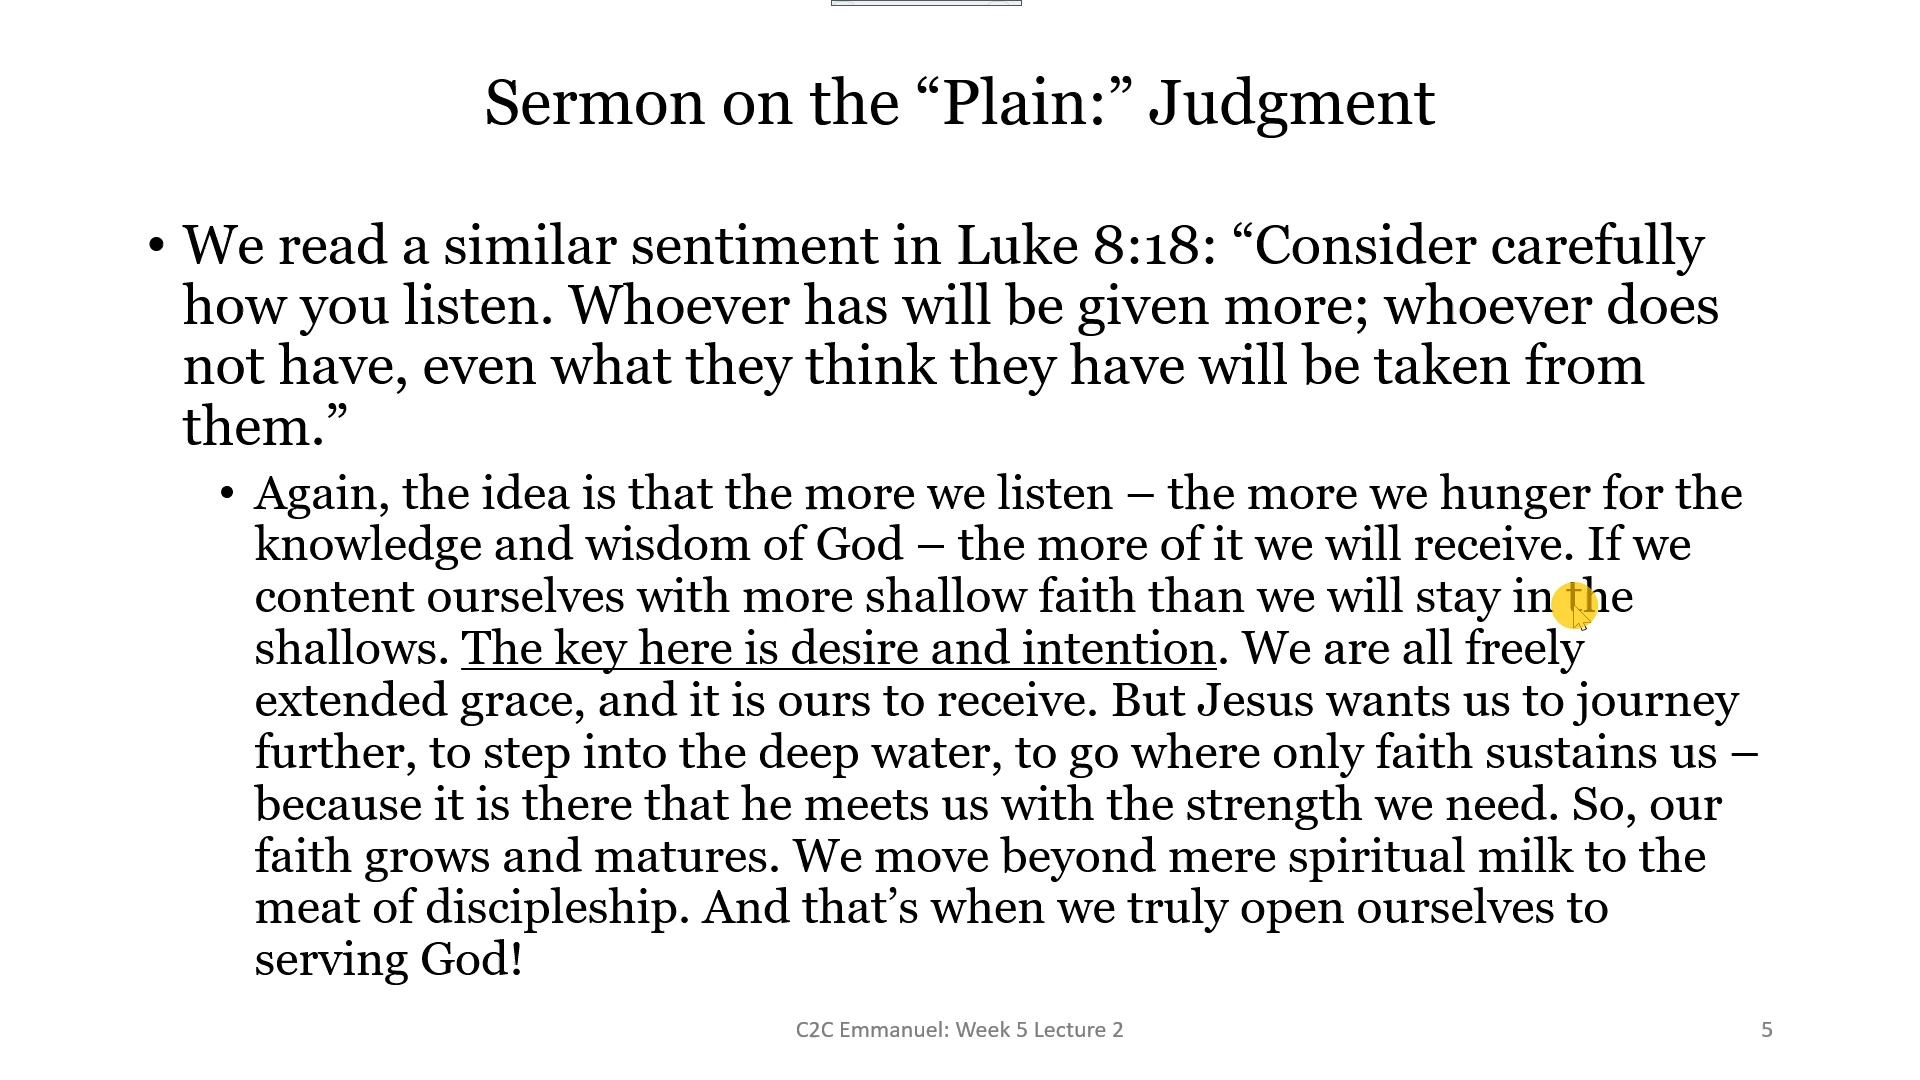 Sermon on the “Plain:” Judgment
• We read a similar sentiment in Luke 8:18: “Consider carefully
how you listen. Whoever has will be given more; whoever does
not have, even what they think they have will be taken from
them.”
• Again, the idea is that the more we listen – the more we hunger for the
knowledge and wisdom of God – the more of it we will receive. If we
content ourselves with more shallow faith than we will stay in the
shallows. The key here is desire and intention. We are all freely
extended grace, and it is ours to receive. But Jesus wants us to journey
further, to step into the deep water, to go where only faith sustains us –
because it is there that he meets us with the strength we need. So, our
faith grows and matures. We move beyond mere spiritual milk to the
meat of discipleship. And that’s when we truly open ourselves to
serving God!
C2C Emmanuel: Week 5 Lecture 2
5